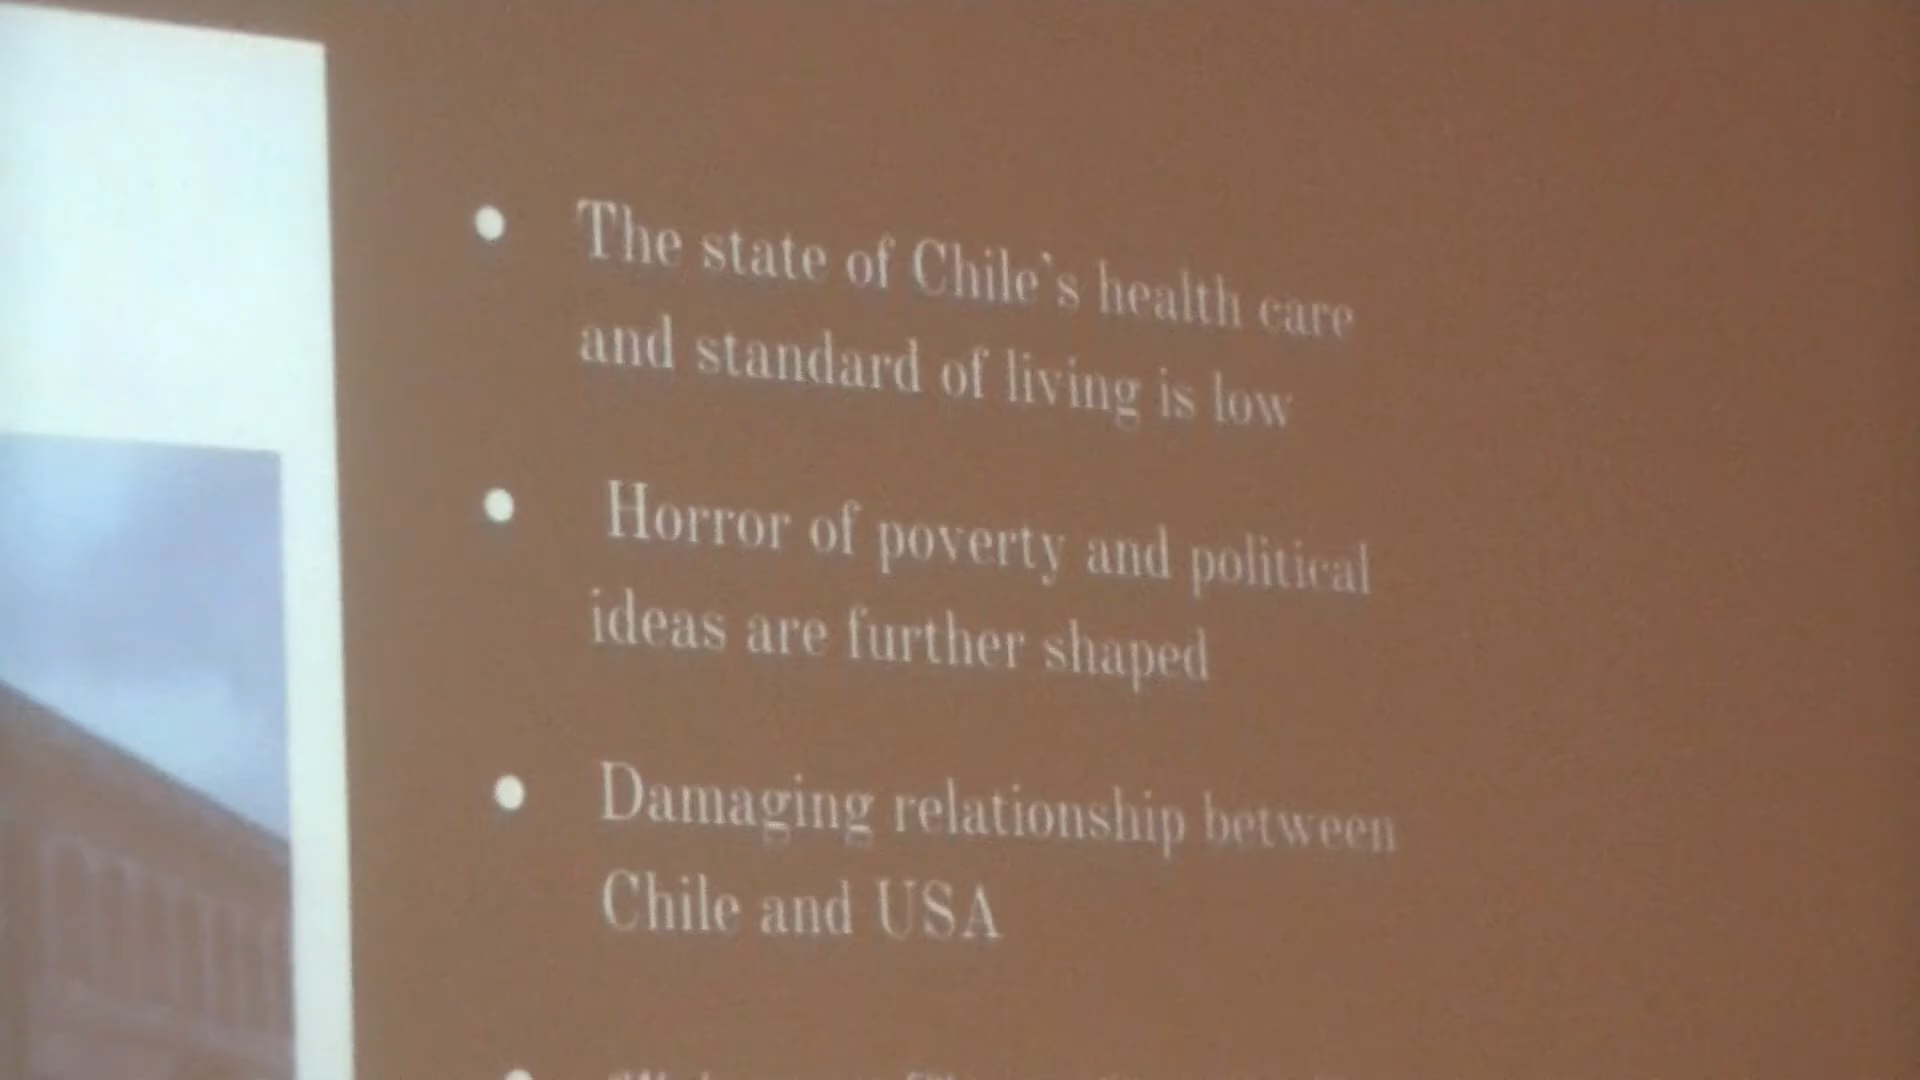 • The state of Chile's health care
and standard of living is low
• Horror of poverty and political
ideas are further shaped
• Damaging relationship between
Chile and USA